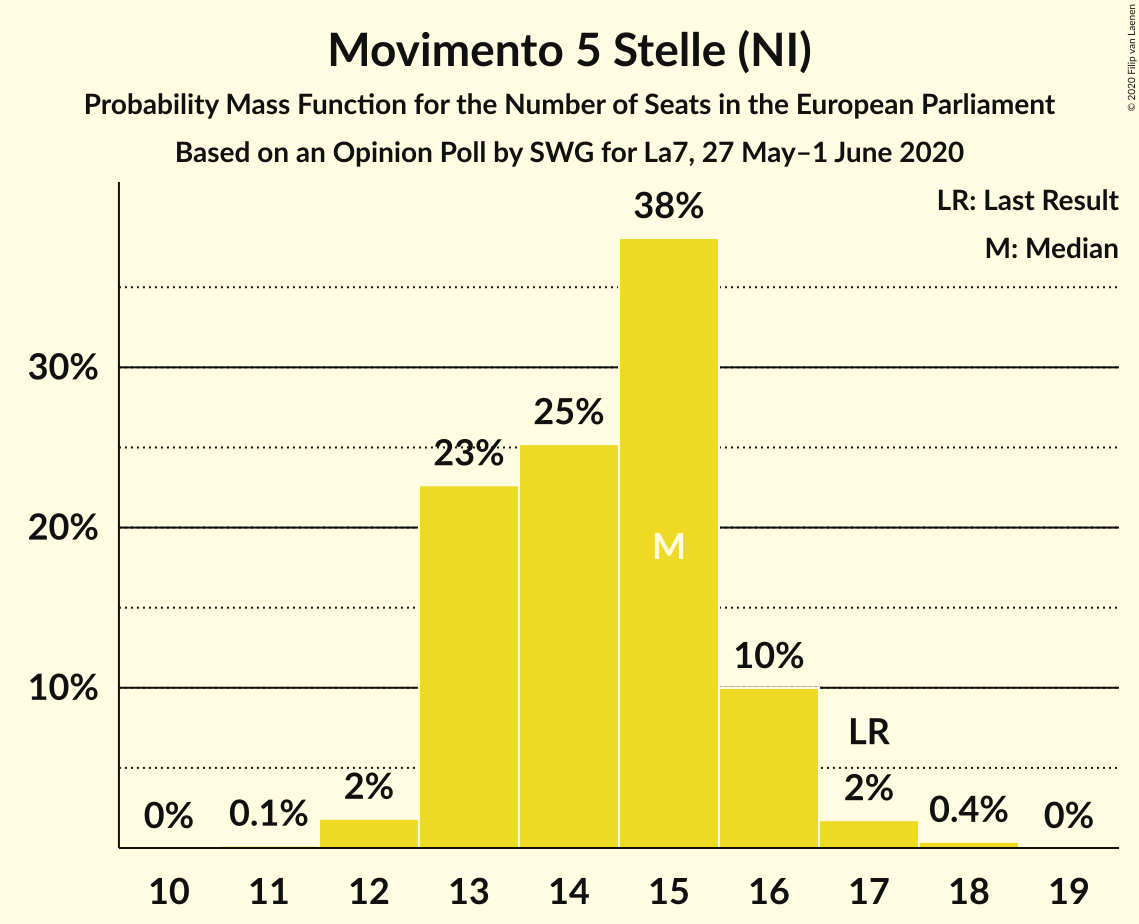 Movimento 5 Stelle (NI)
Probability Mass Function for the Number of Seats in the European Parliament
Based on an Opinion Poll by SWG for La7, 27 May–1 June 2020
© 2020 Filip van Laenen
LR: Last Result
M: Median
38%
30%
25%
23%
20%
M
10%
10%
LR
0%
0.1%
2%
2%
0.4%
0%
10 11 12 13 14 15 16 17 18 19